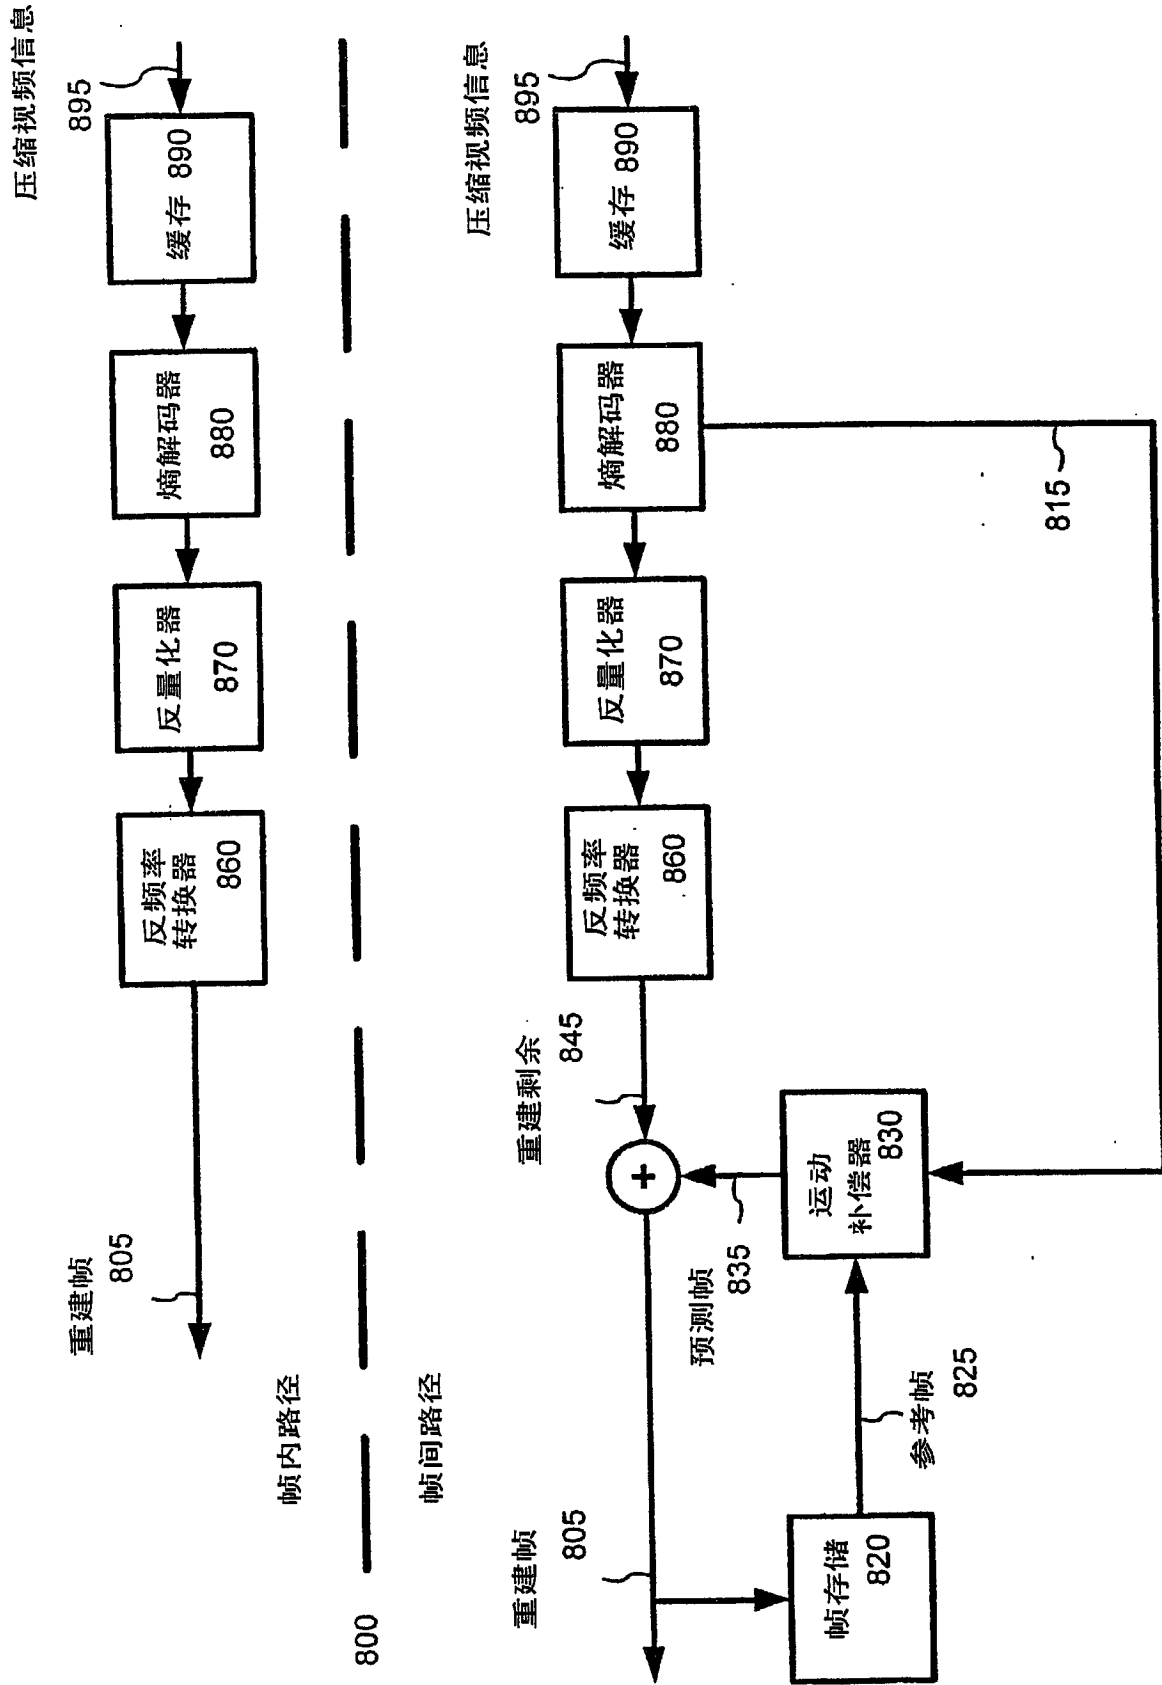 压缩视频信息
895
缓存 890
熵解码器
880
反量化器
870
反频率
转换器
860
重建帧
805
帧内路径
800
帧间路径
压缩视频信息
895
缓存 890
熵解码器
880
815
反量化器
870
反频率
转换器
860
重建剩余
845
+
运动
补偿器
830
预测帧
835
参考帧
825
重建帧
805
帧存储
820